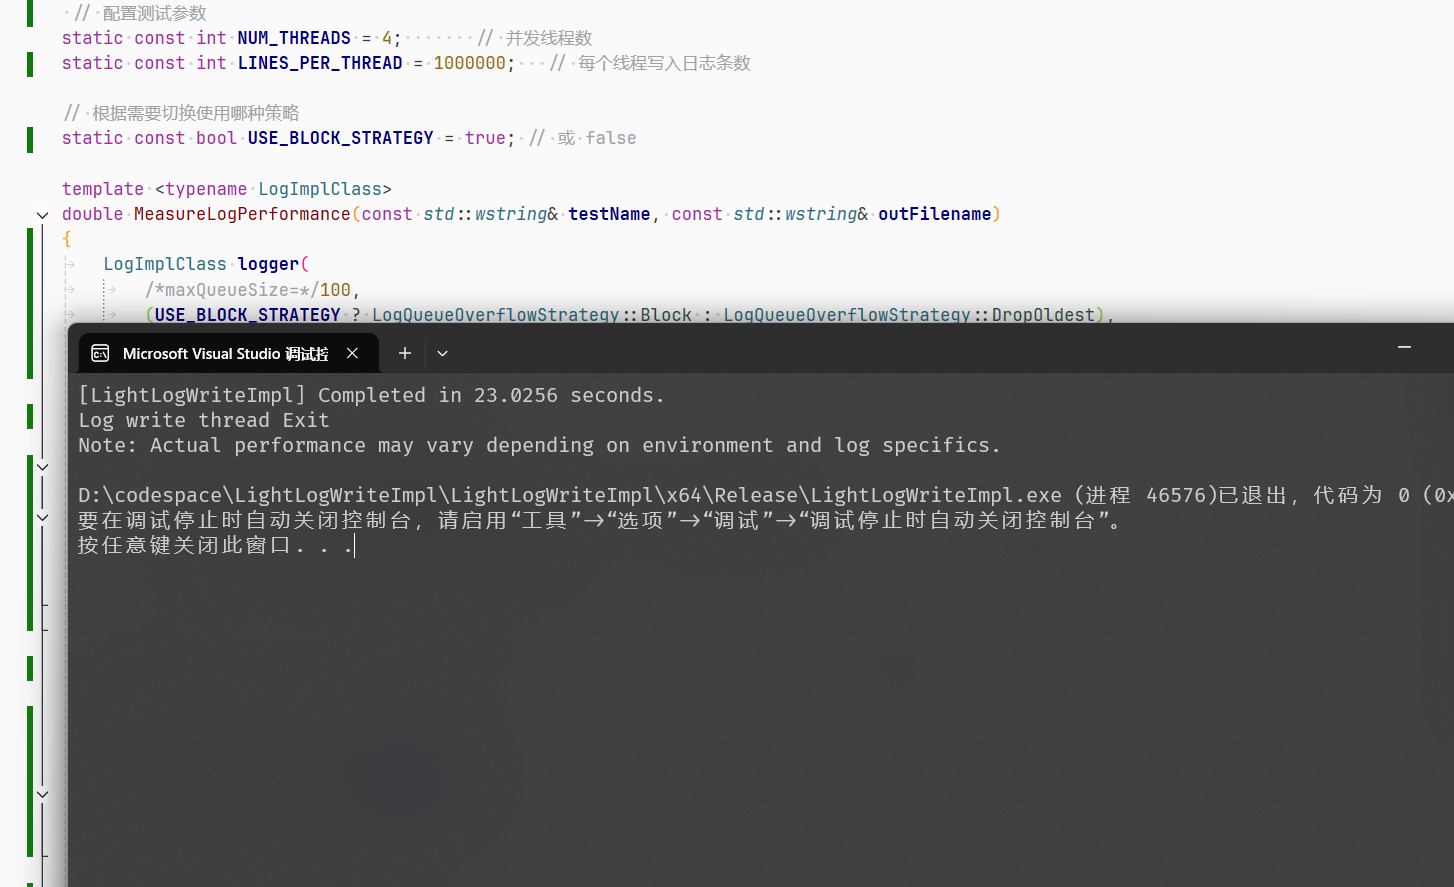 // 配置测试参数
static const int NUM_THREADS = 4;       // 并发线程数
static const int LINES_PER_THREAD = 1000000;   // 每个线程写入日志条数
// 根据需要切换使用哪种策略
static const bool USE_BLOCK_STRATEGY = true; // 或 false
template <typename LogImplClass>
double MeasureLogPerformance(const std::wstring& testName, const std::wstring& outFilename)
{
LogImplClass logger(
/*maxQueueSize=*/100,
(USE_BLOCK_STRATEGY ? LogQueueOverflowStrategy::Block : LogQueueOverflowStrategy::DropOldest),
Microsoft Visual Studio 调试控
[LightLogWriteImpl] Completed in 23.0256 seconds.
Log write thread Exit
Note: Actual performance may vary depending on environment and log specifics.
D:\codespace\LightLogWriteImpl\LightLogWriteImpl\x64\Release\LightLogWriteImpl.exe (进程 46576)已退出，代码为 0 (0x
要在调试停止时自动关闭控制台，请启用“工具”->“选项”->“调试”->“调试停止时自动关闭控制台”。
按任意键关闭此窗口. . .